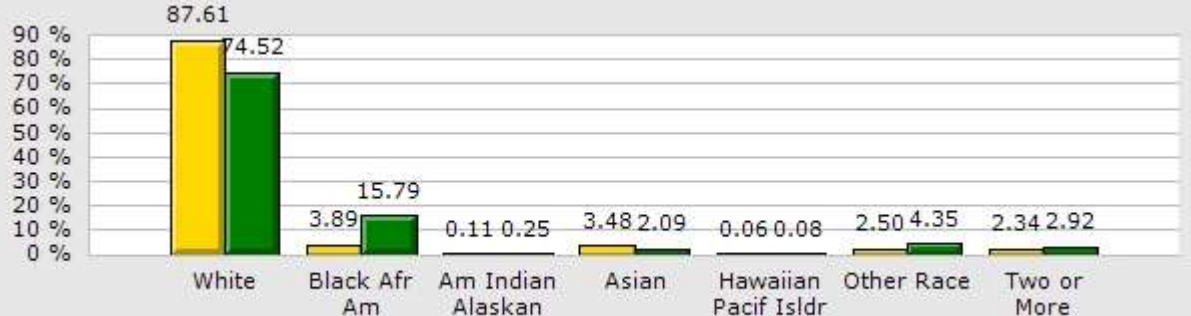 87.61
90 %
80 %
70 %
60 %
50 %
40 %
30 %
20 %
10 %
0 %
74.52
3.89
15.79
0.11 0.25
3.48 2.09
0.06 0.08
2.50 4.35
2.34 2.92
White
Black Afr
Am
Am Indian
Alaskan
Asian
Hawaiian
Pacif Isldr
Other Race
Two or
More